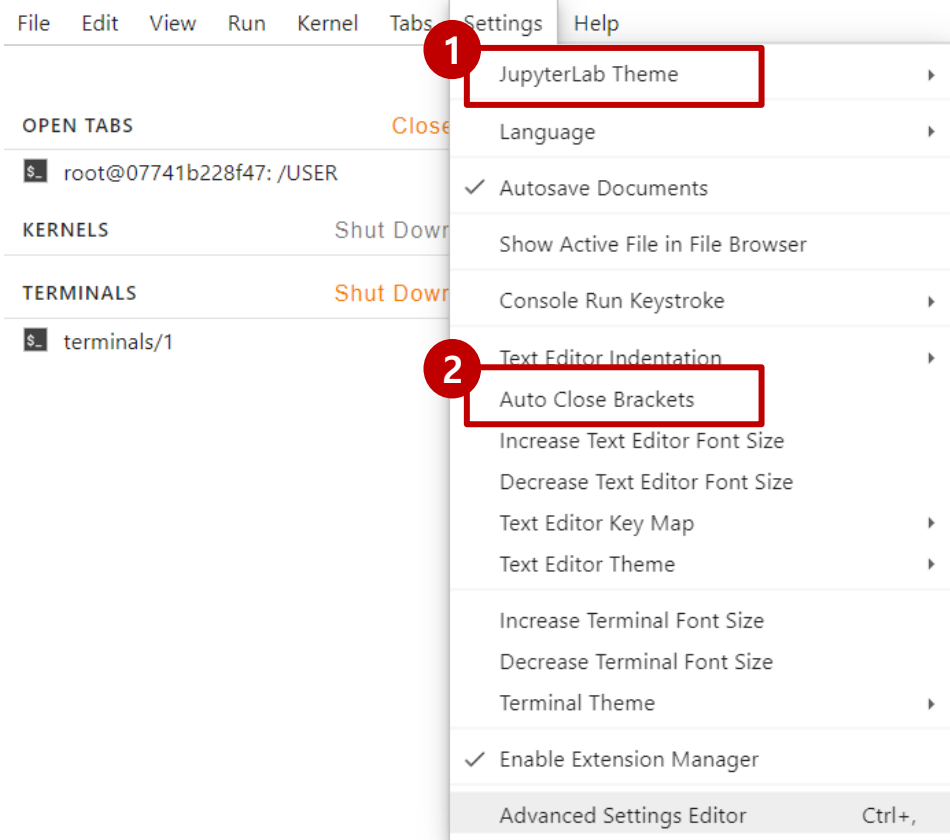 File Edit View Run Kernel Tabs Settings Help
1
JupyterLab Theme
OPEN TABS Close
Language
root@07741b228f47: /USER
Autosave Documents
KERNELS Shut Down
Show Active File in File Browser
TERMINALS Shut Down
Console Run Keystroke
terminals/1
Text Editor Indentation
2
Auto Close Brackets
Increase Text Editor Font Size
Decrease Text Editor Font Size
Text Editor Key Map
Text Editor Theme
Increase Terminal Font Size
Decrease Terminal Font Size
Terminal Theme
Enable Extension Manager
Advanced Settings Editor Ctrl+,